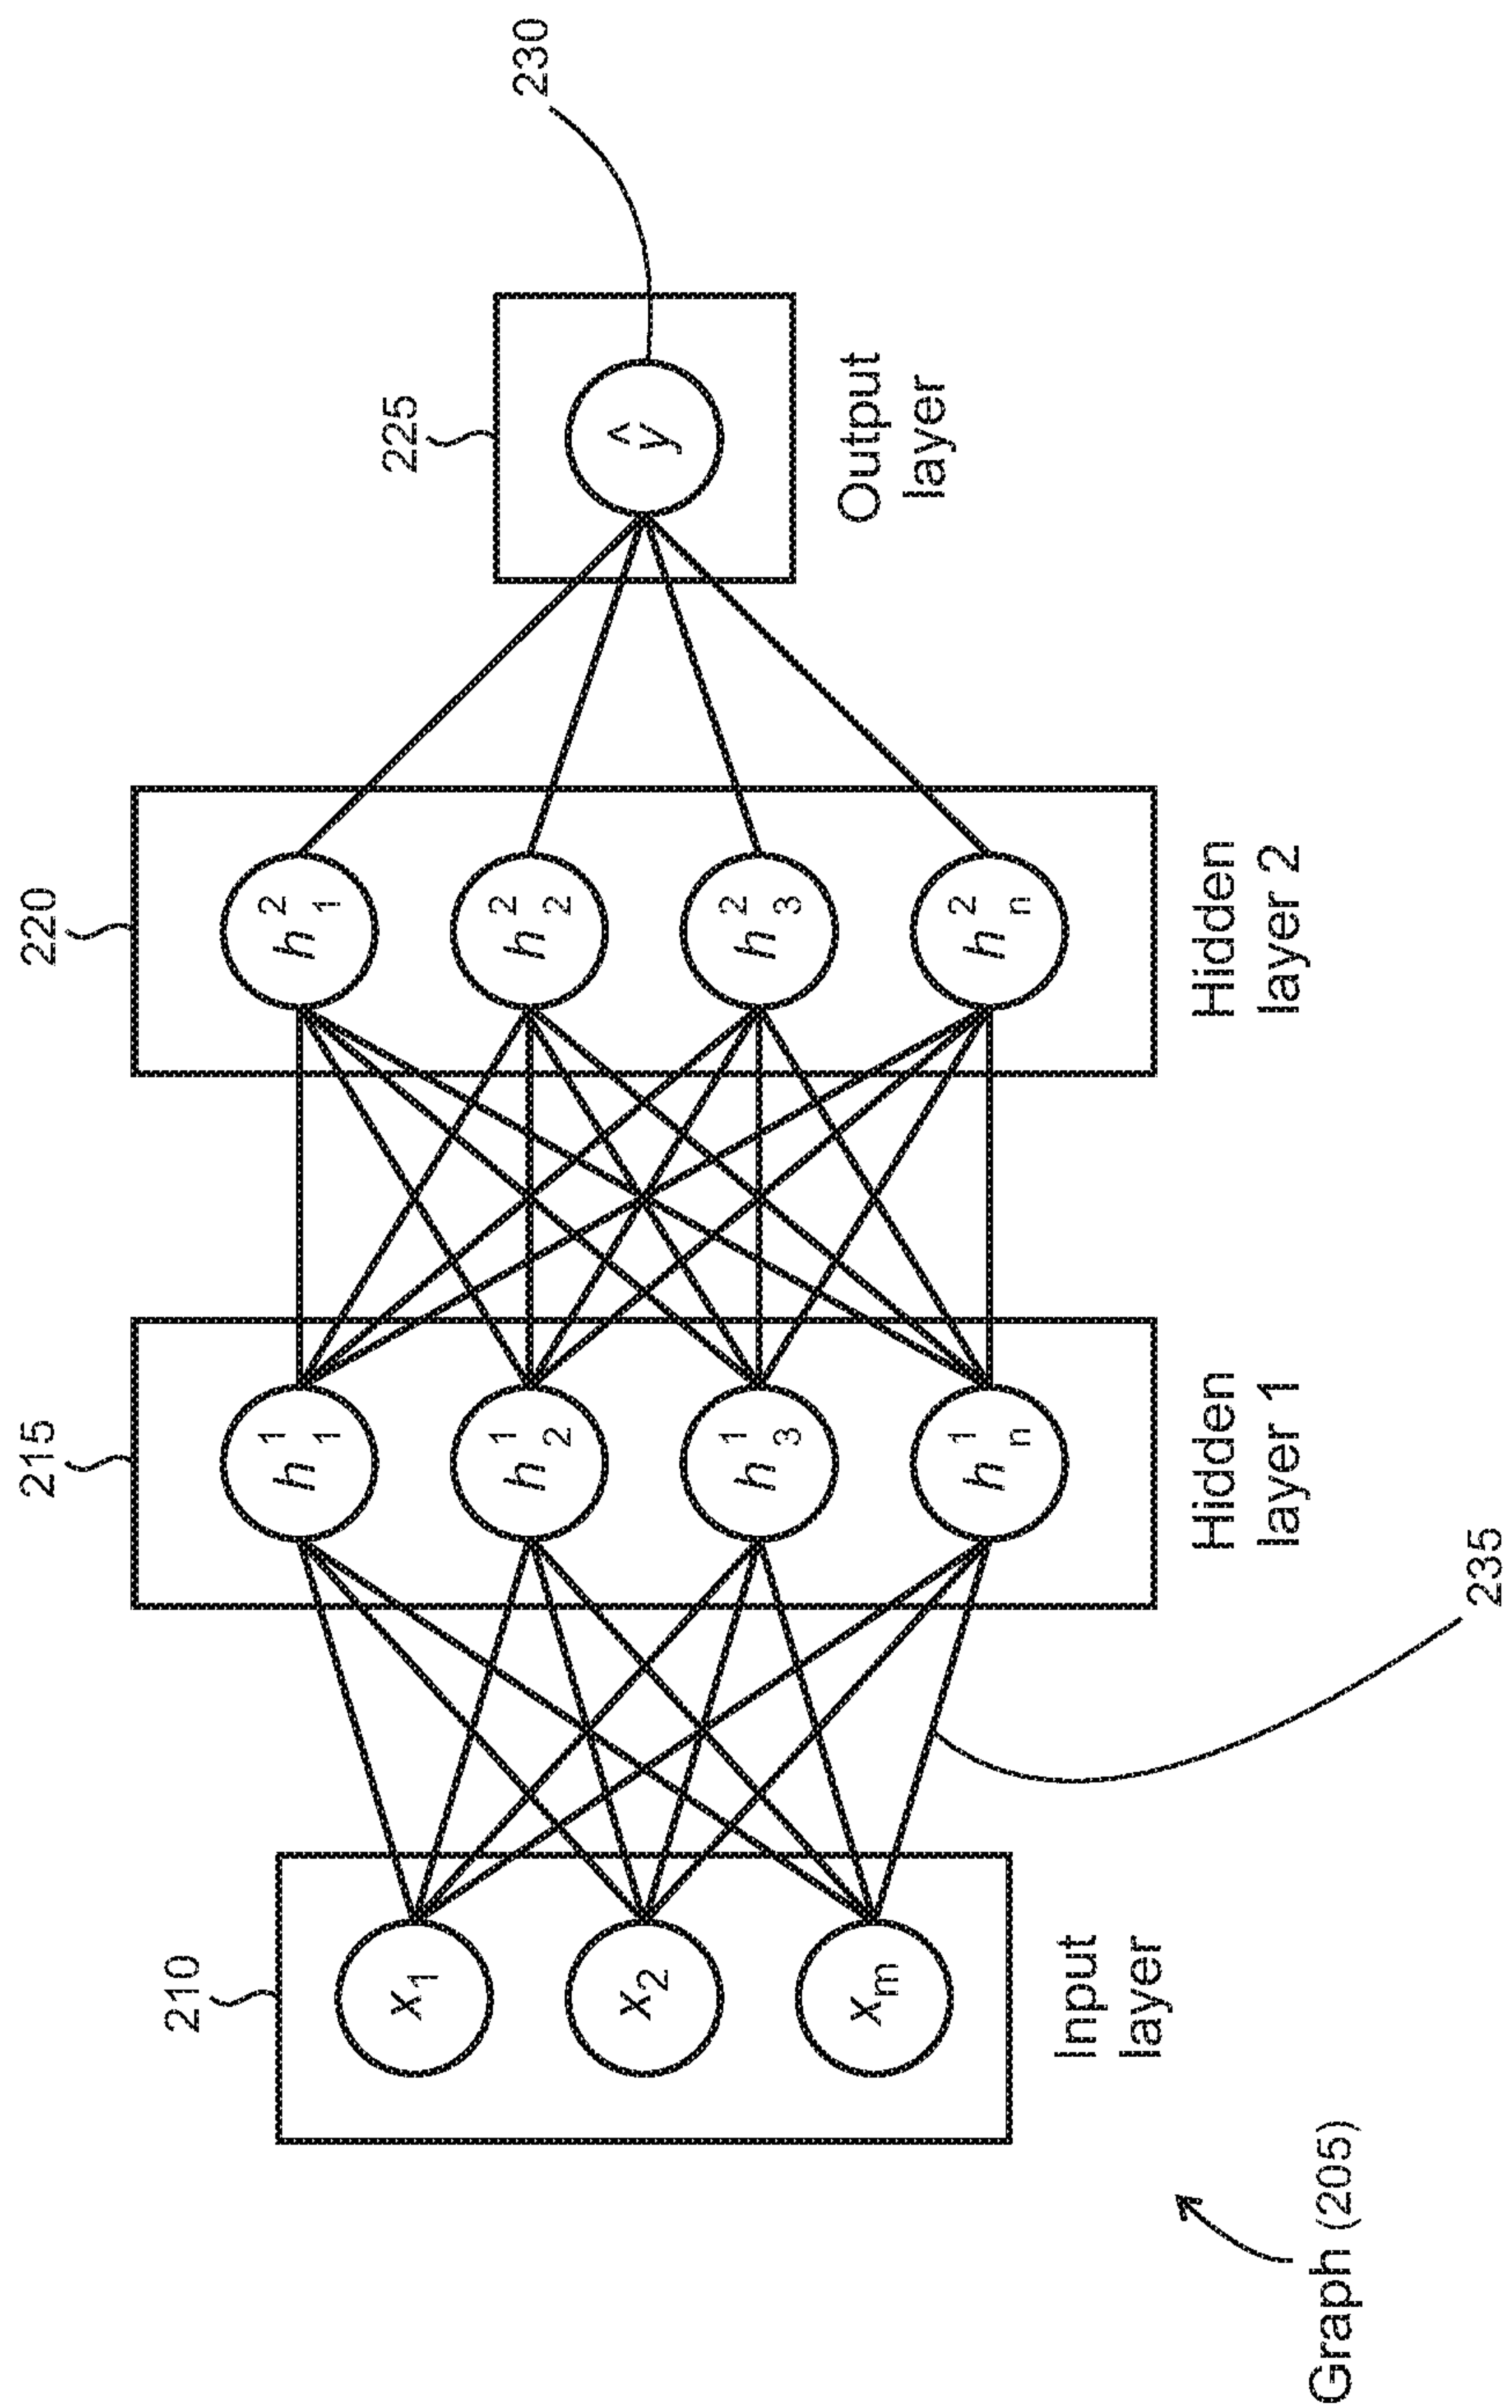 210
215
220
225
230
x1
x2
xm
h11
h12
h13
h1n
h21
h22
h23
h2n
ŷ
Input
layer
Hidden
layer 1
Hidden
layer 2
Output
layer
235
Graph (205)